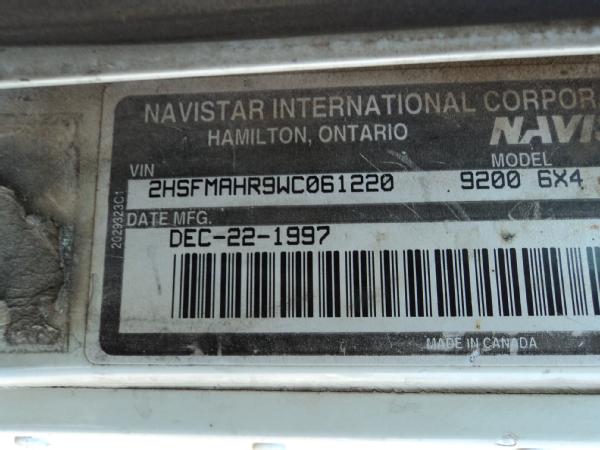 NAVISTAR INTERNATIONAL CORPORA
HAMILTON, ONTARIO NAVIS
VIN MODEL
2HSFMAHR9WC061220 9200 6X4
DATE MFG.
DEC-22-1997
MADE IN CANADA
2029323C1